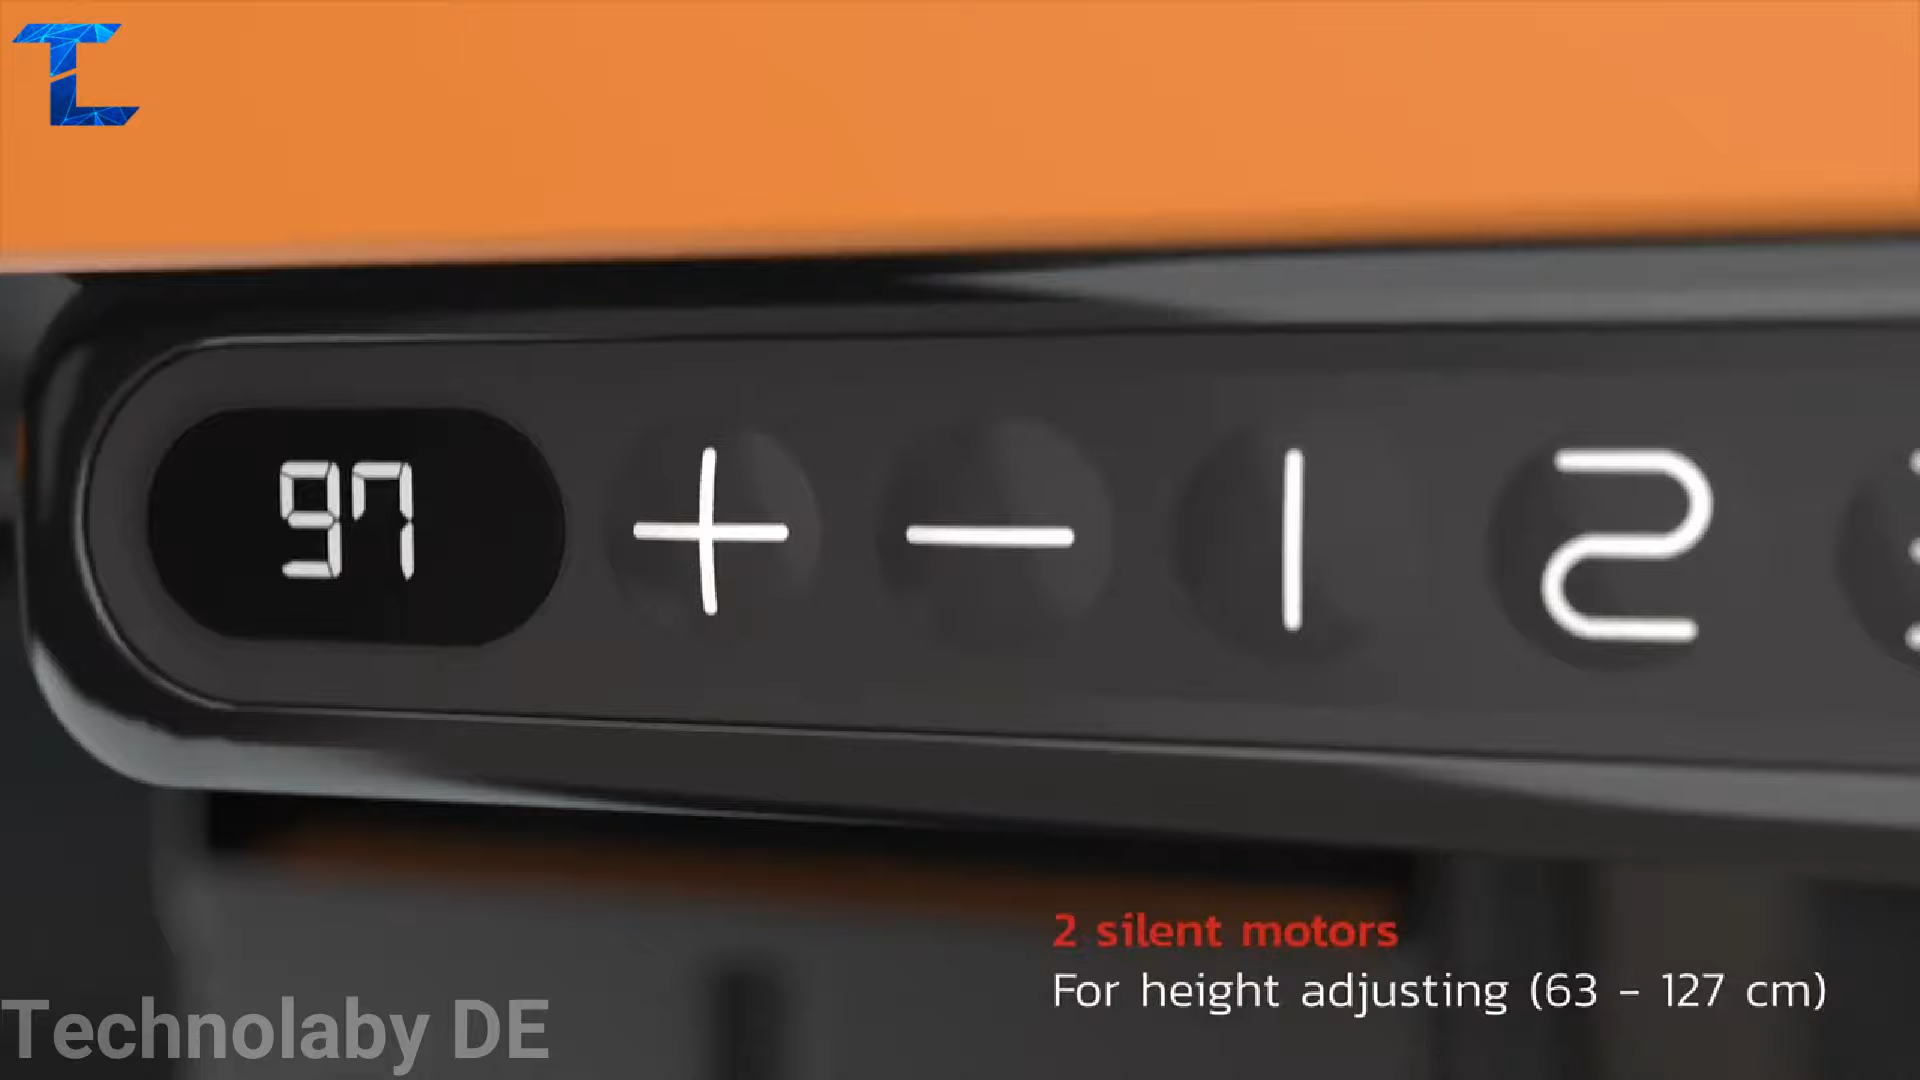 97 + − 1 2
2 silent motors
For height adjusting (63 - 127 cm)
Technolaby DE